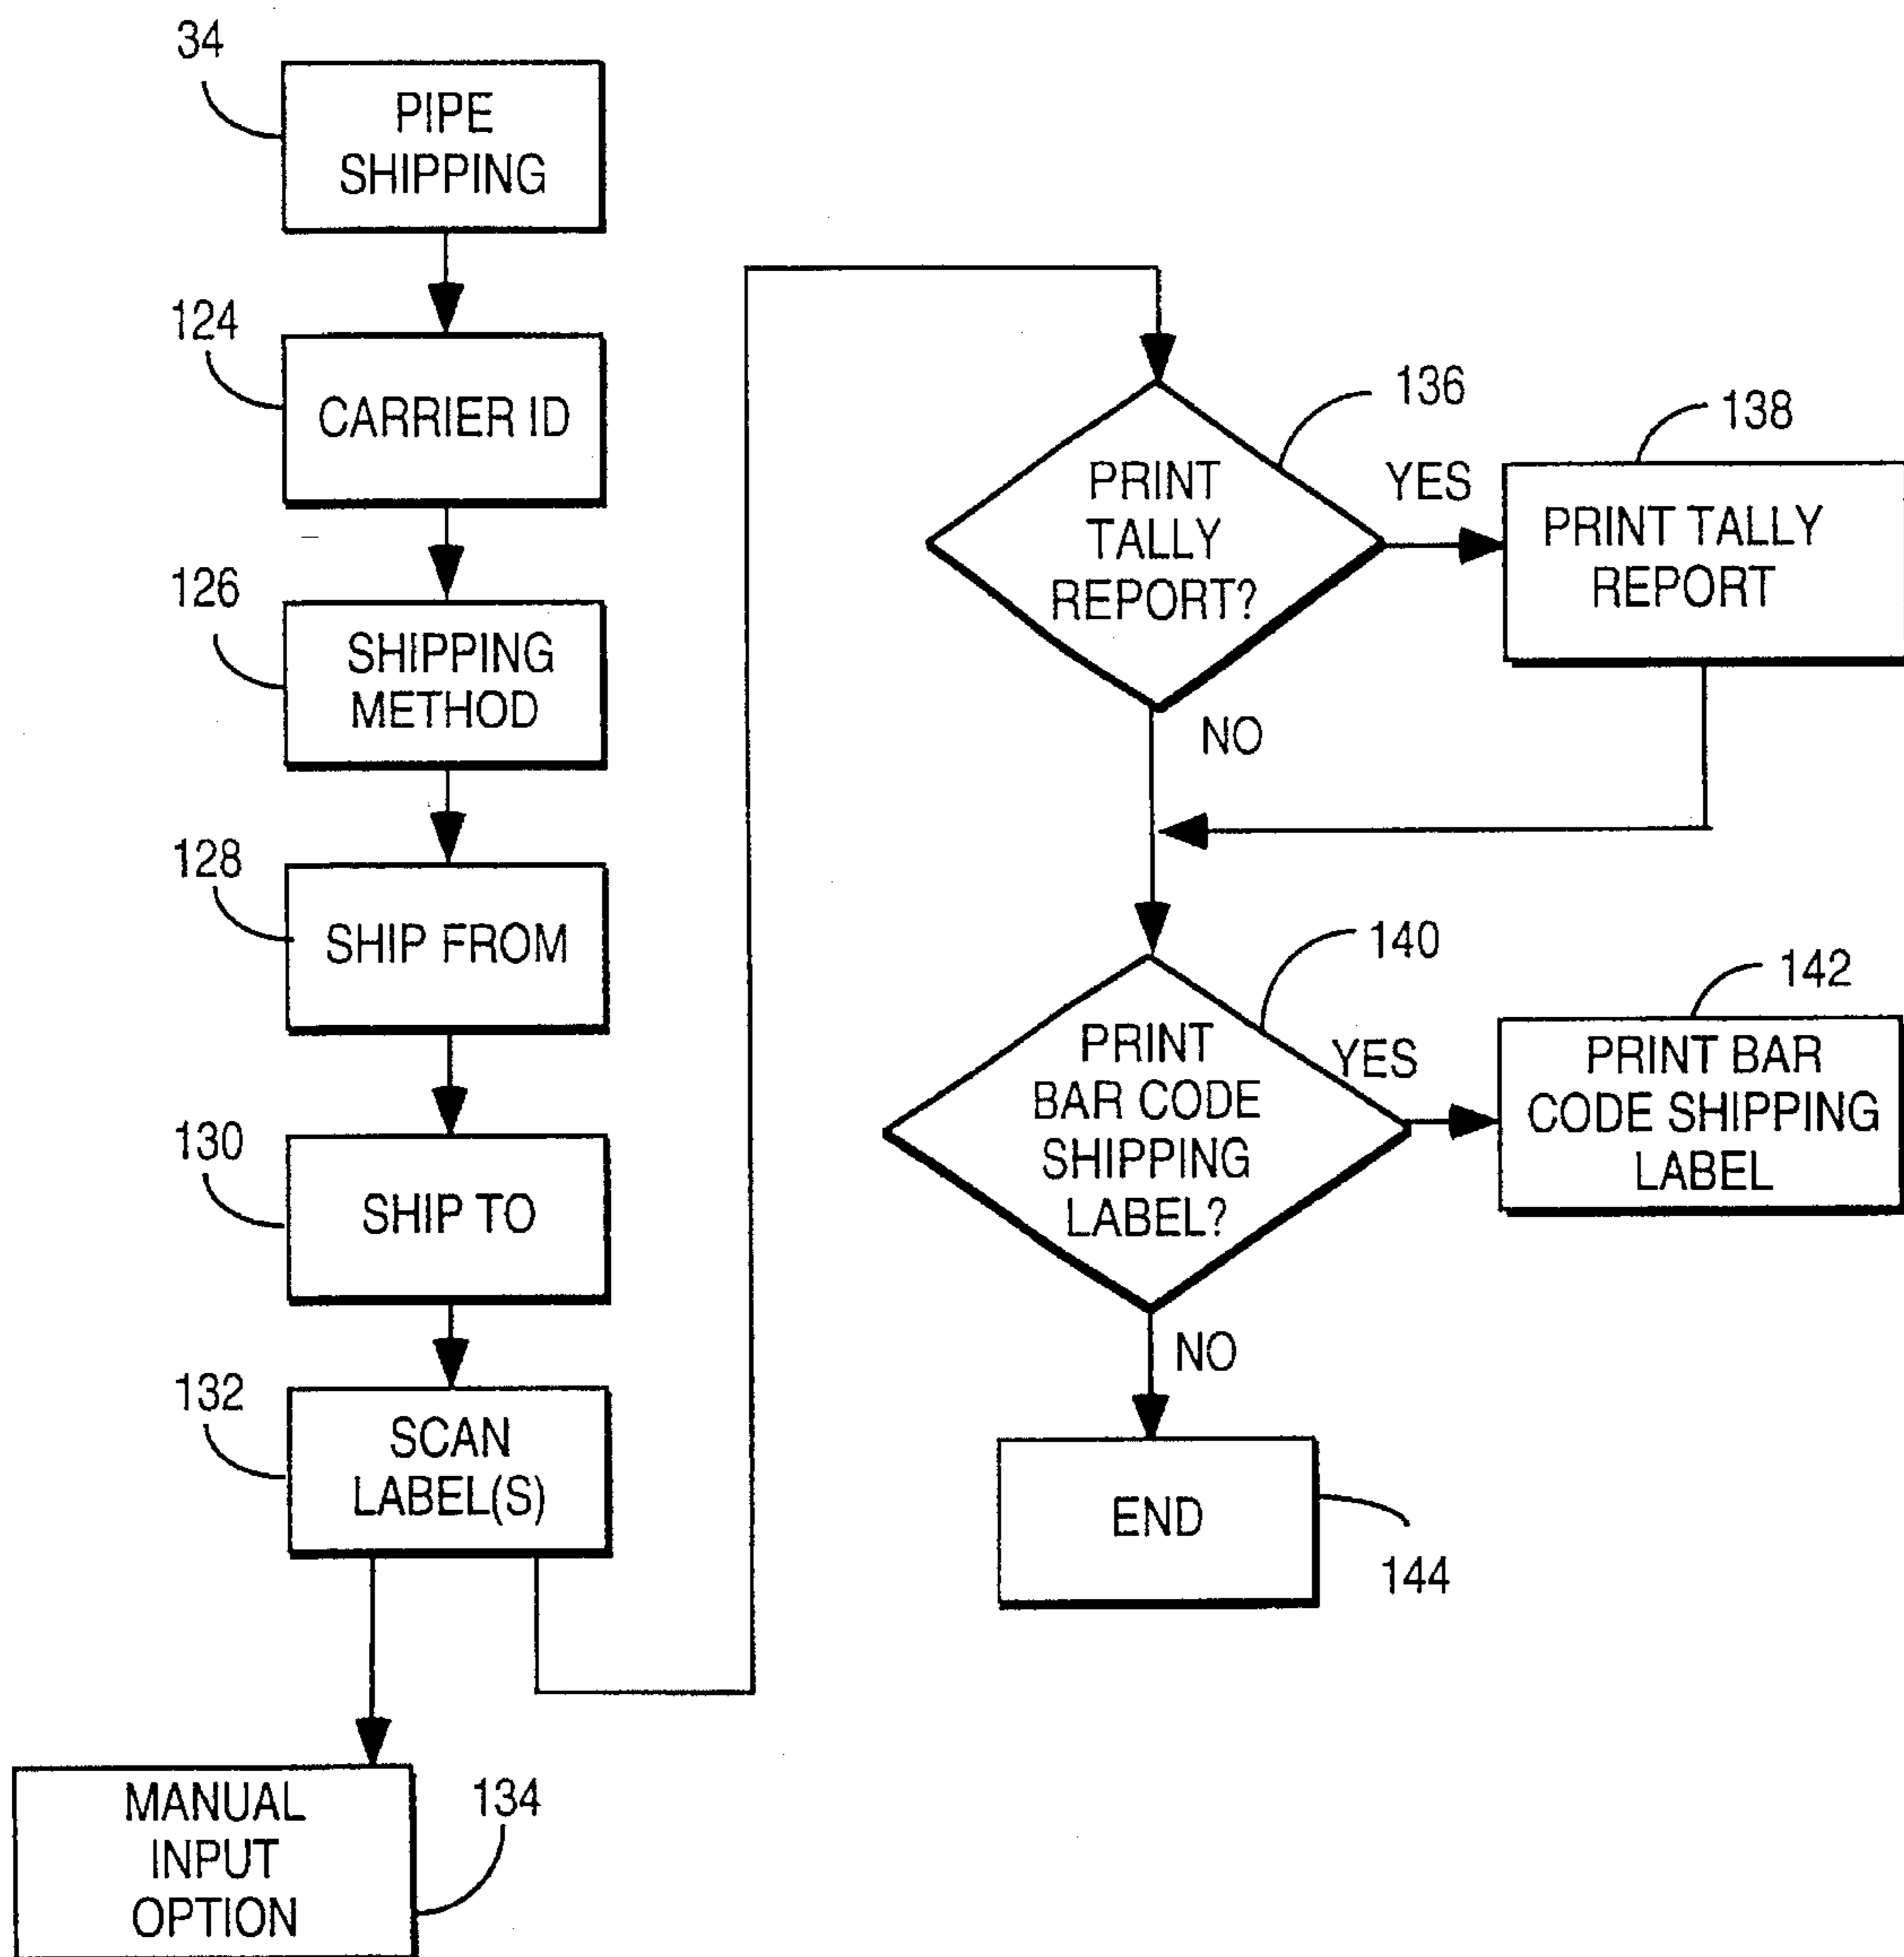 34
PIPE
SHIPPING
124
CARRIER ID
126
SHIPPING
METHOD
128
SHIP FROM
130
SHIP TO
132
SCAN
LABEL(S)
MANUAL
INPUT
OPTION
134
136
PRINT
TALLY
REPORT?
YES
NO
138
PRINT TALLY
REPORT
140
PRINT
BAR CODE
SHIPPING
LABEL?
YES
NO
142
PRINT BAR
CODE SHIPPING
LABEL
END
144